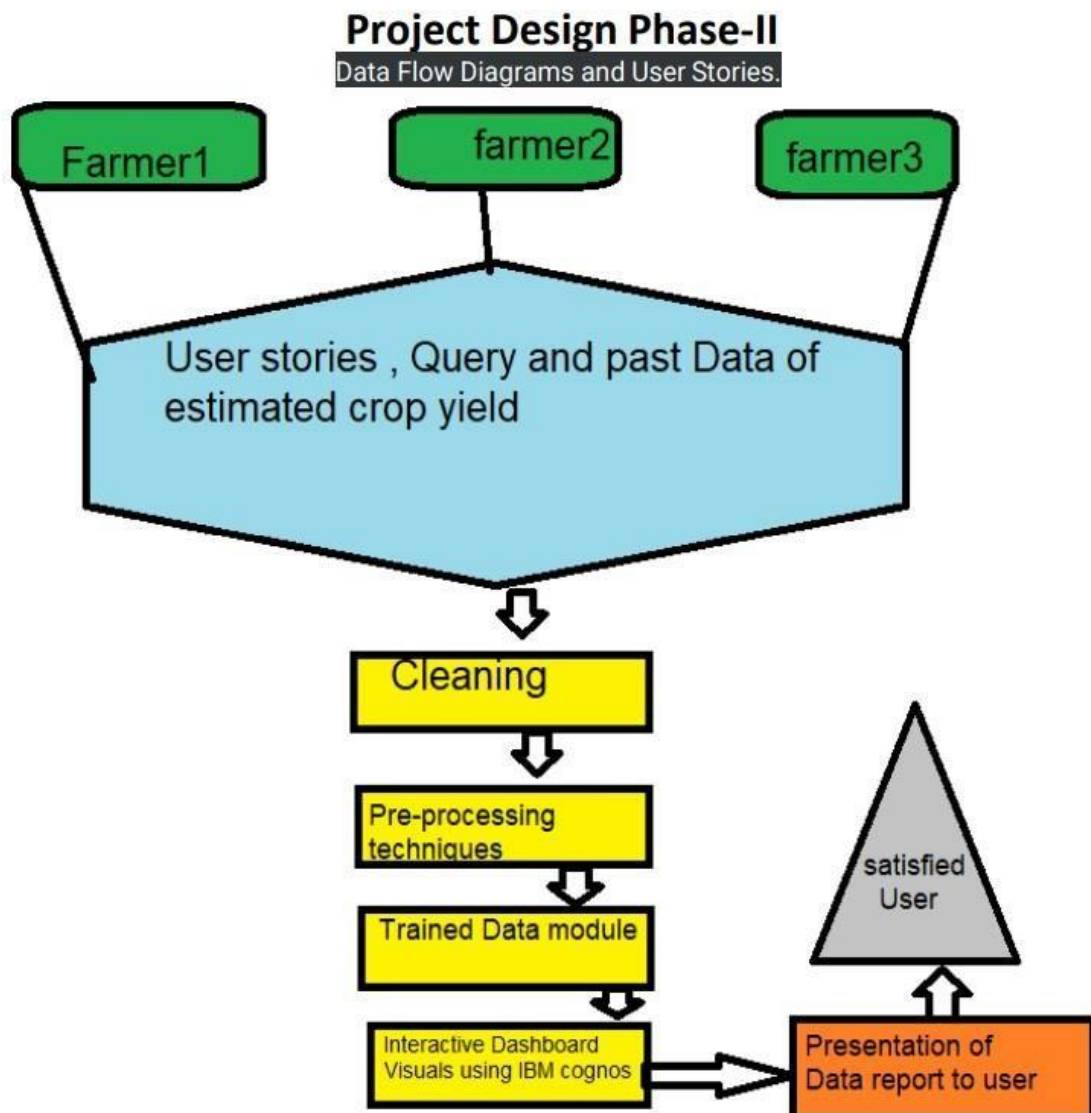 Project Design Phase-II
Data Flow Diagrams and User Stories.
Farmer1
farmer2
farmer3
User stories , Query and past Data of
estimated crop yield
Cleaning
Pre-processing
techniques
Trained Data module
Interactive Dashboard
Visuals using IBM cognos
Presentation of
Data report to user
satisfied
User